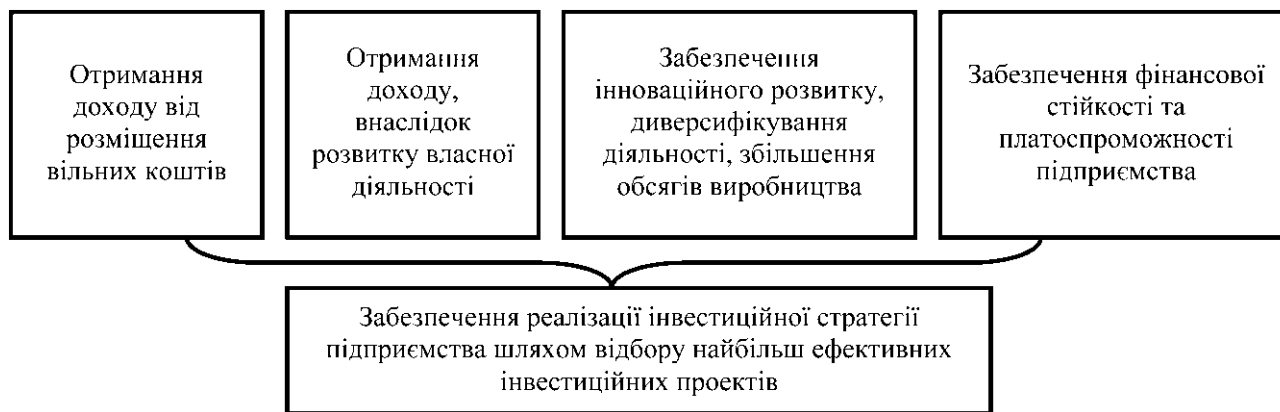 Отримання
доходу від
розміщення
вільних коштів
Отримання
доходу,
внаслідок
розвитку власної
діяльності
Забезпечення
інноваційного розвитку,
диверсифікування
діяльності, збільшення
обсягів виробництва
Забезпечення фінансової
стійкості та
платоспроможності
підприємства
Забезпечення реалізації інвестиційної стратегії
підприємства шляхом відбору найбільш ефективних
інвестиційних проектів